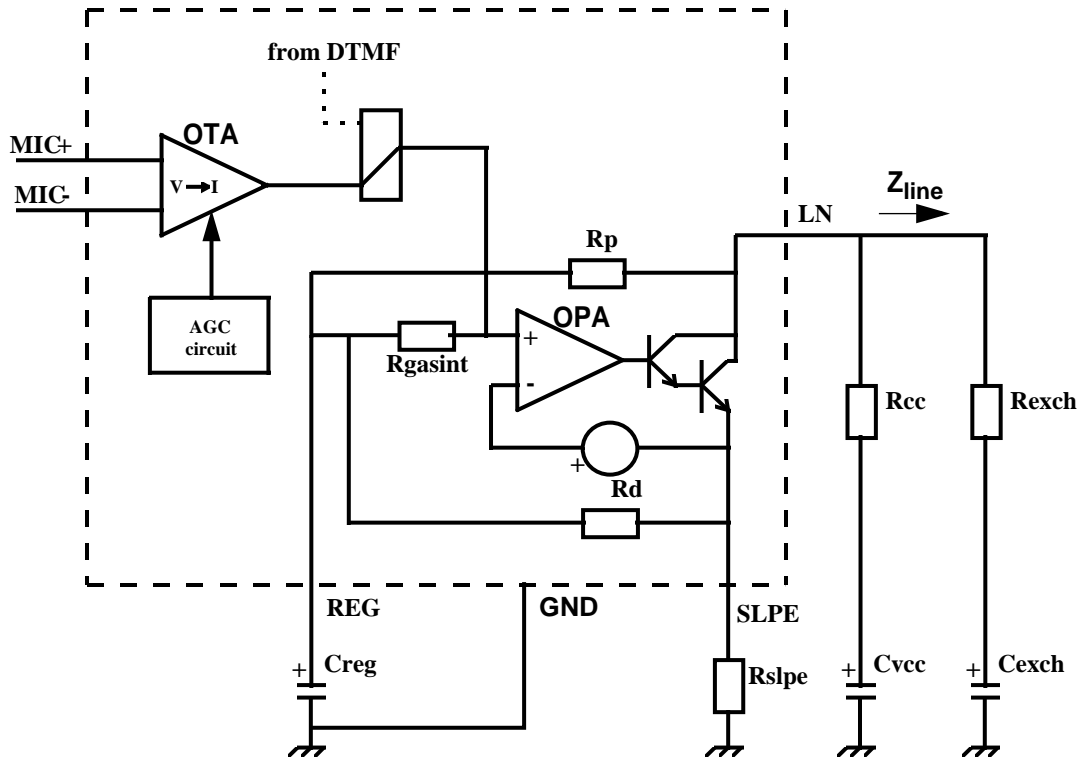 from DTMF
OTA
MIC+
V → I
MIC-
Zline
LN
Rp
AGC
circuit
OPA
+
Rgasint
-
Rcc
Rexch
+
Rd
REG
GND
SLPE
+
Creg
Rslpe
+
Cvcc
+
Cexch